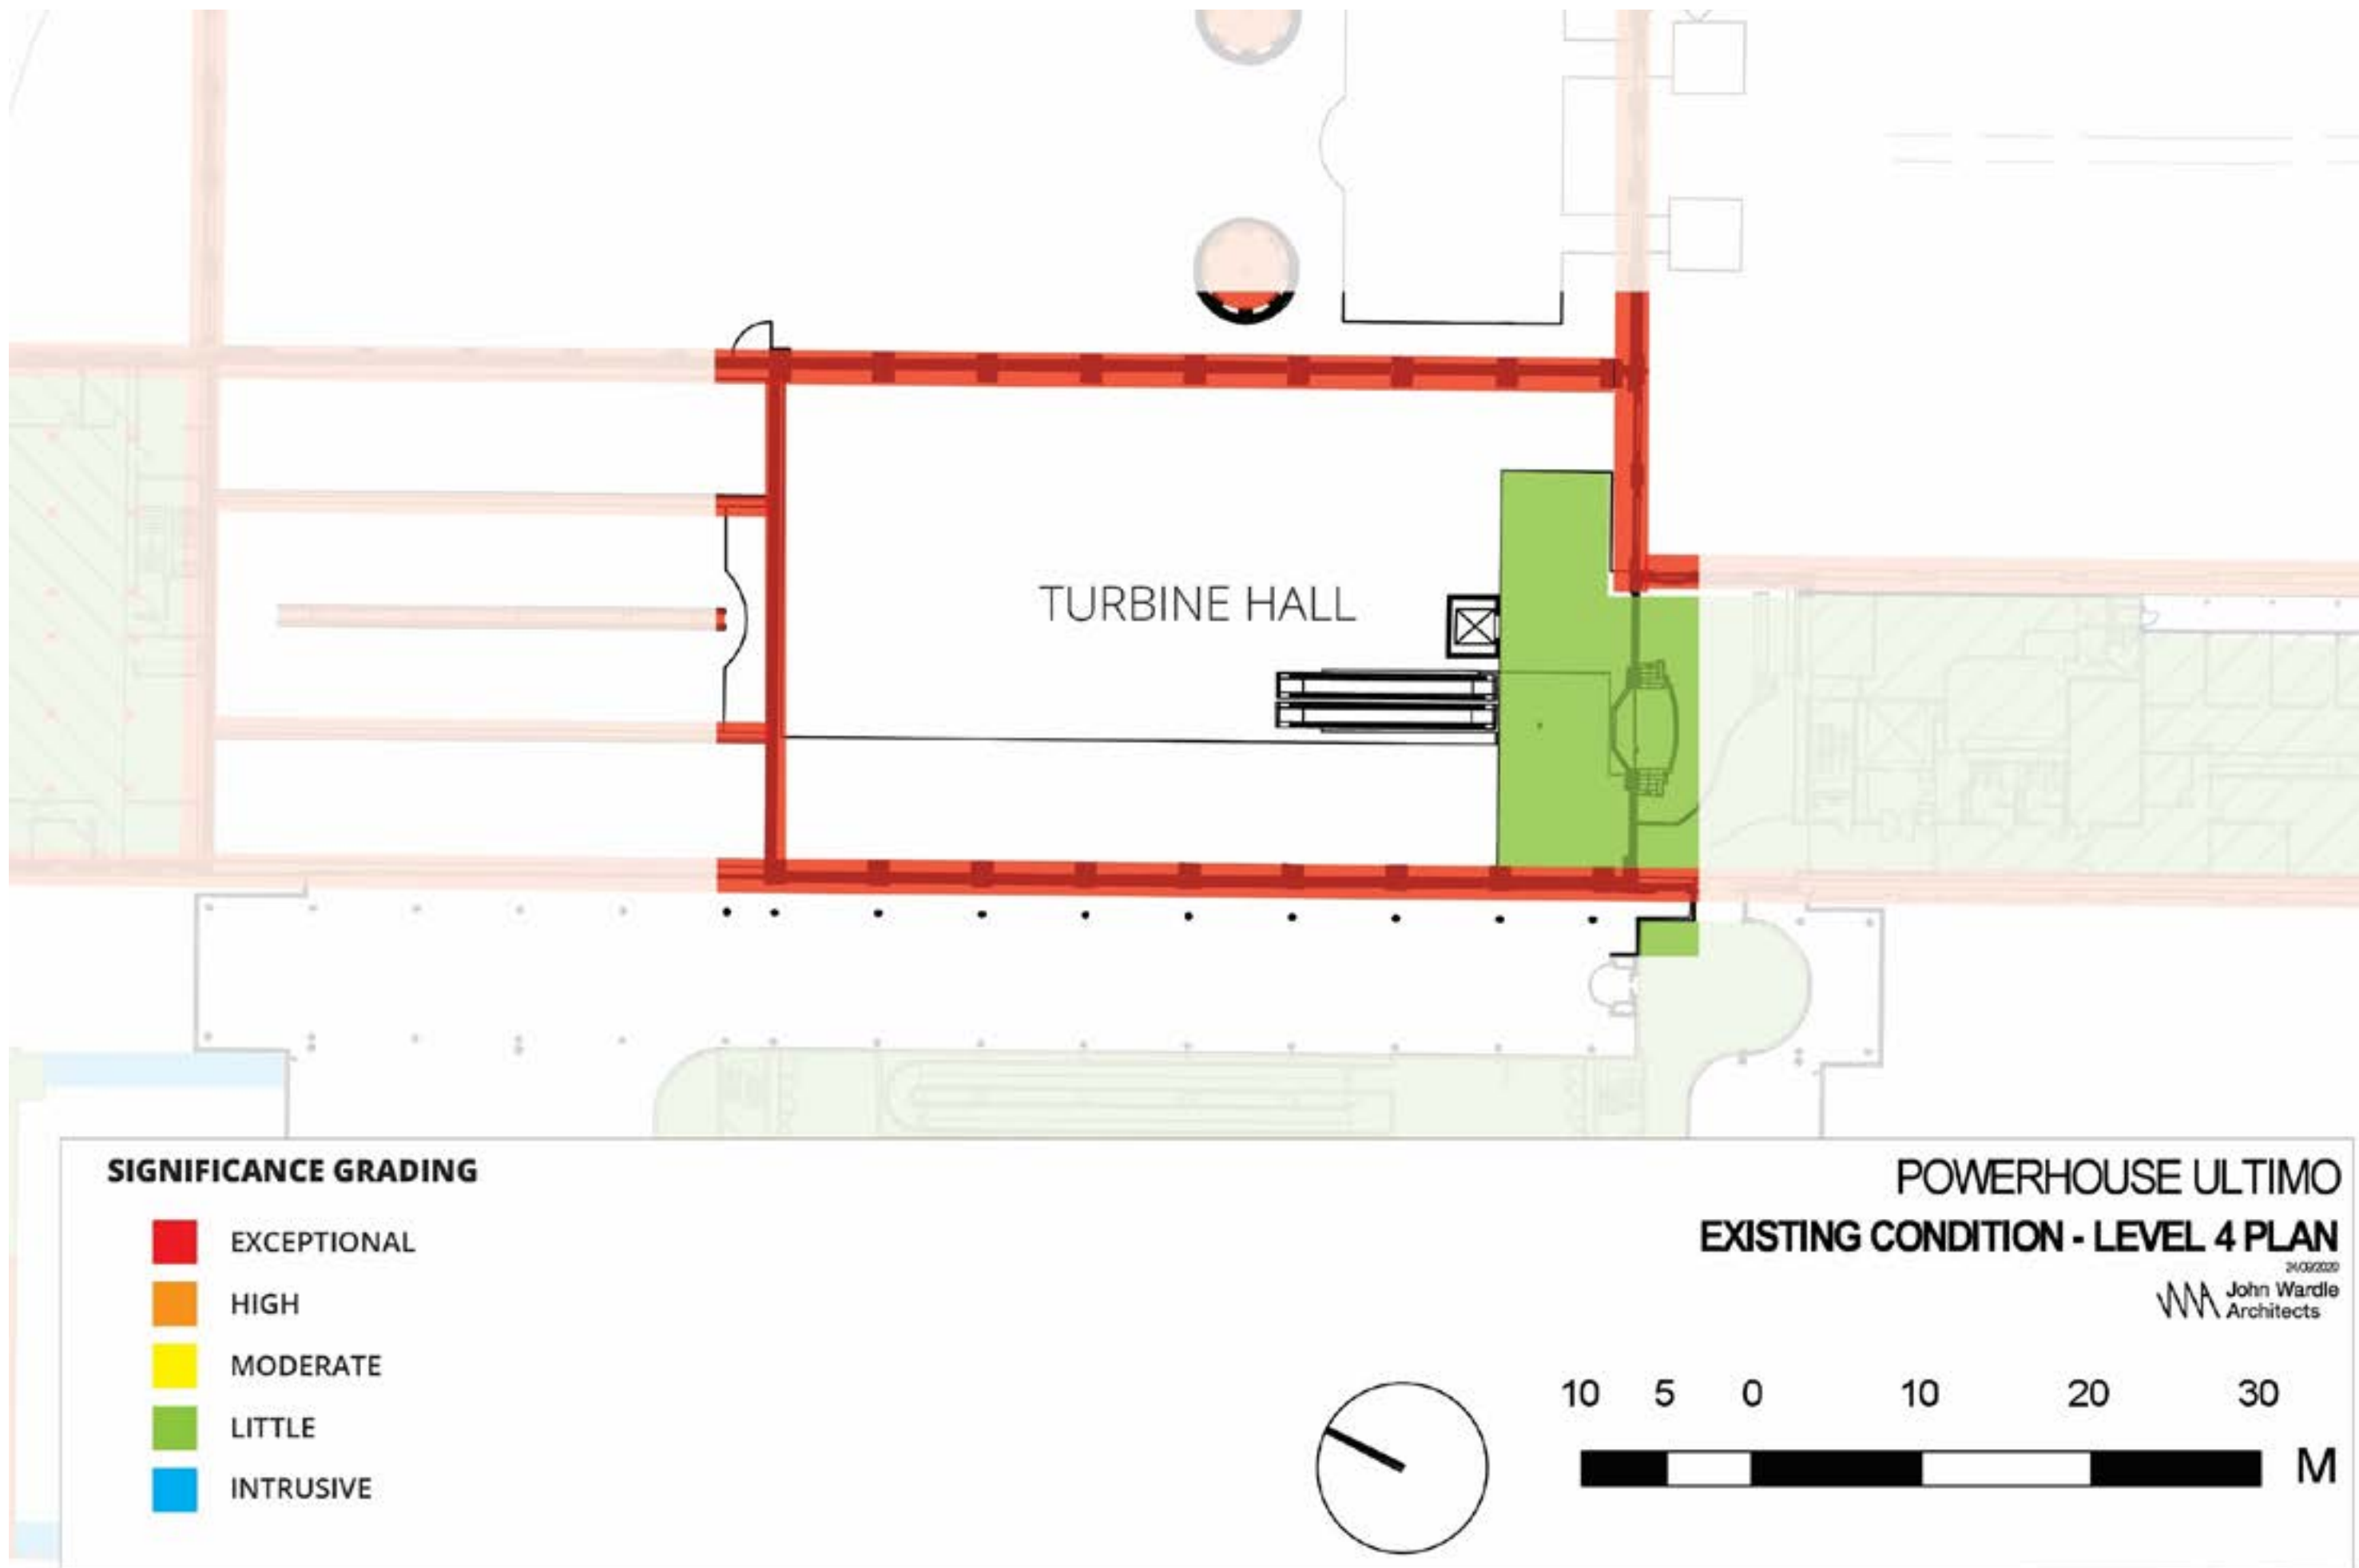 TURBINE HALL
SIGNIFICANCE GRADING
EXCEPTIONAL
HIGH
MODERATE
LITTLE
INTRUSIVE
POWERHOUSE ULTIMO
EXISTING CONDITION - LEVEL 4 PLAN
John Wardle
Architects
10 5 0 10 20 30
M